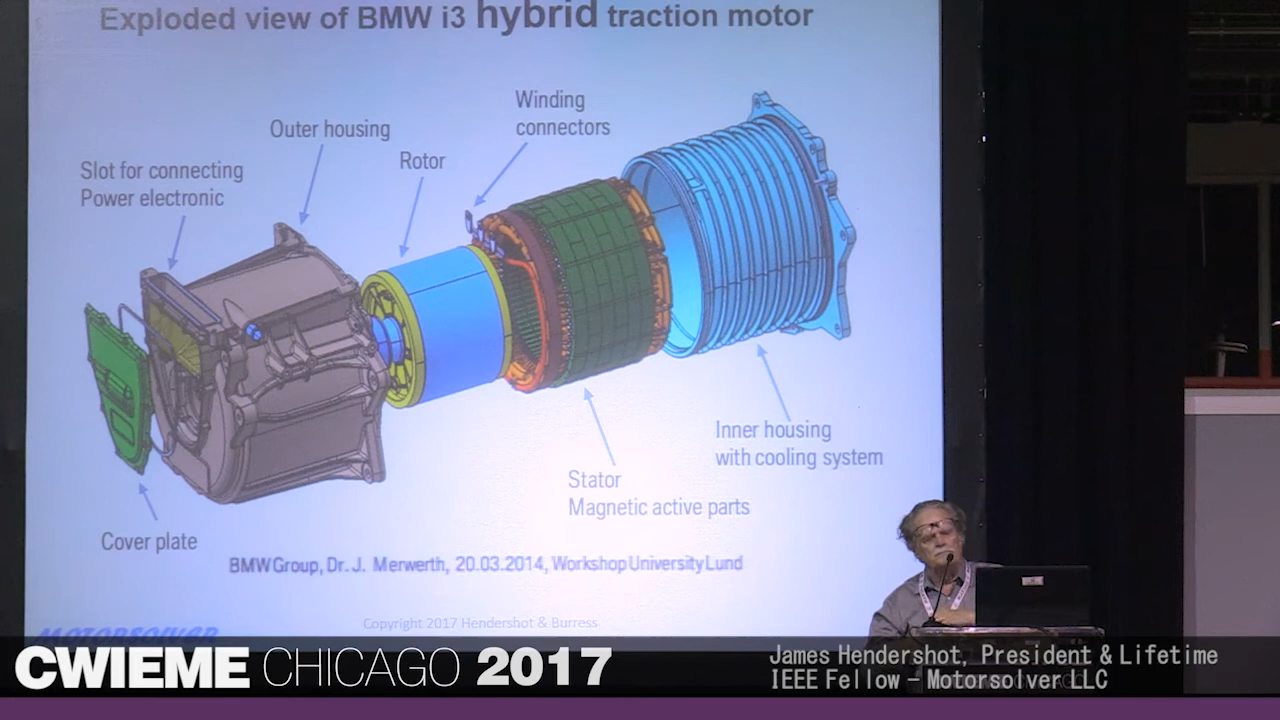 Exploded view of BMW i3 hybrid traction motor
Winding
connectors
Outer housing
Rotor
Slot for connecting
Power electronic
Inner housing
with cooling system
Stator
Magnetic active parts
Cover plate
BMW Group, Dr. J. Merwerth, 20.03.2014, Workshop University Lund
Copyright 2017 Hendershot & Burress
MOTORSOLVER
CWIEME CHICAGO 2017
James Hendershot, President & Lifetime
IEEE Fellow – Motorsolver LLC